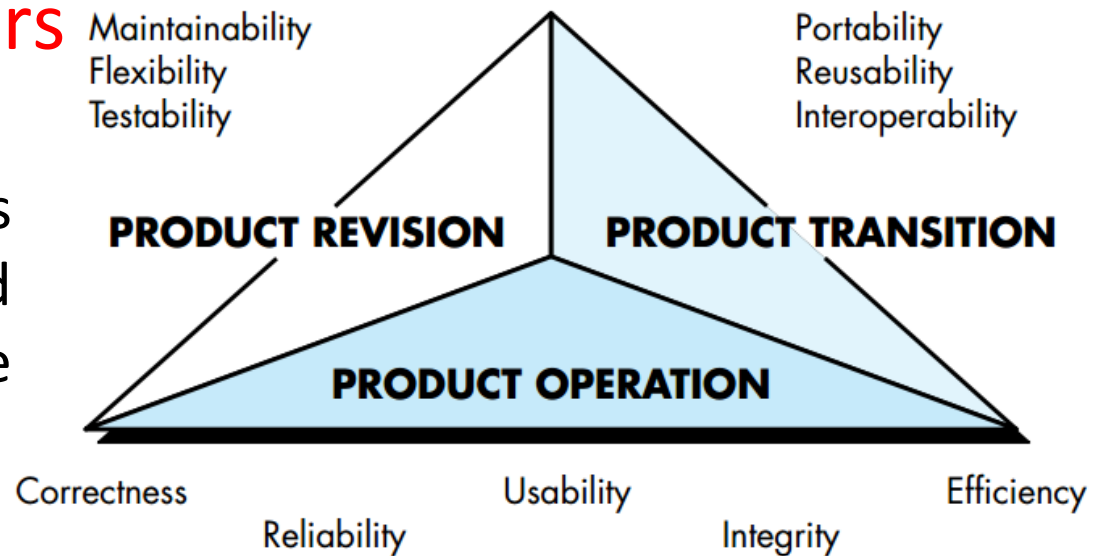 rs
Maintainability
Flexibility
Testability
Portability
Reusability
Interoperability
s
d
e
PRODUCT REVISION
PRODUCT TRANSITION
PRODUCT OPERATION
Correctness
Usability
Efficiency
Reliability
Integrity